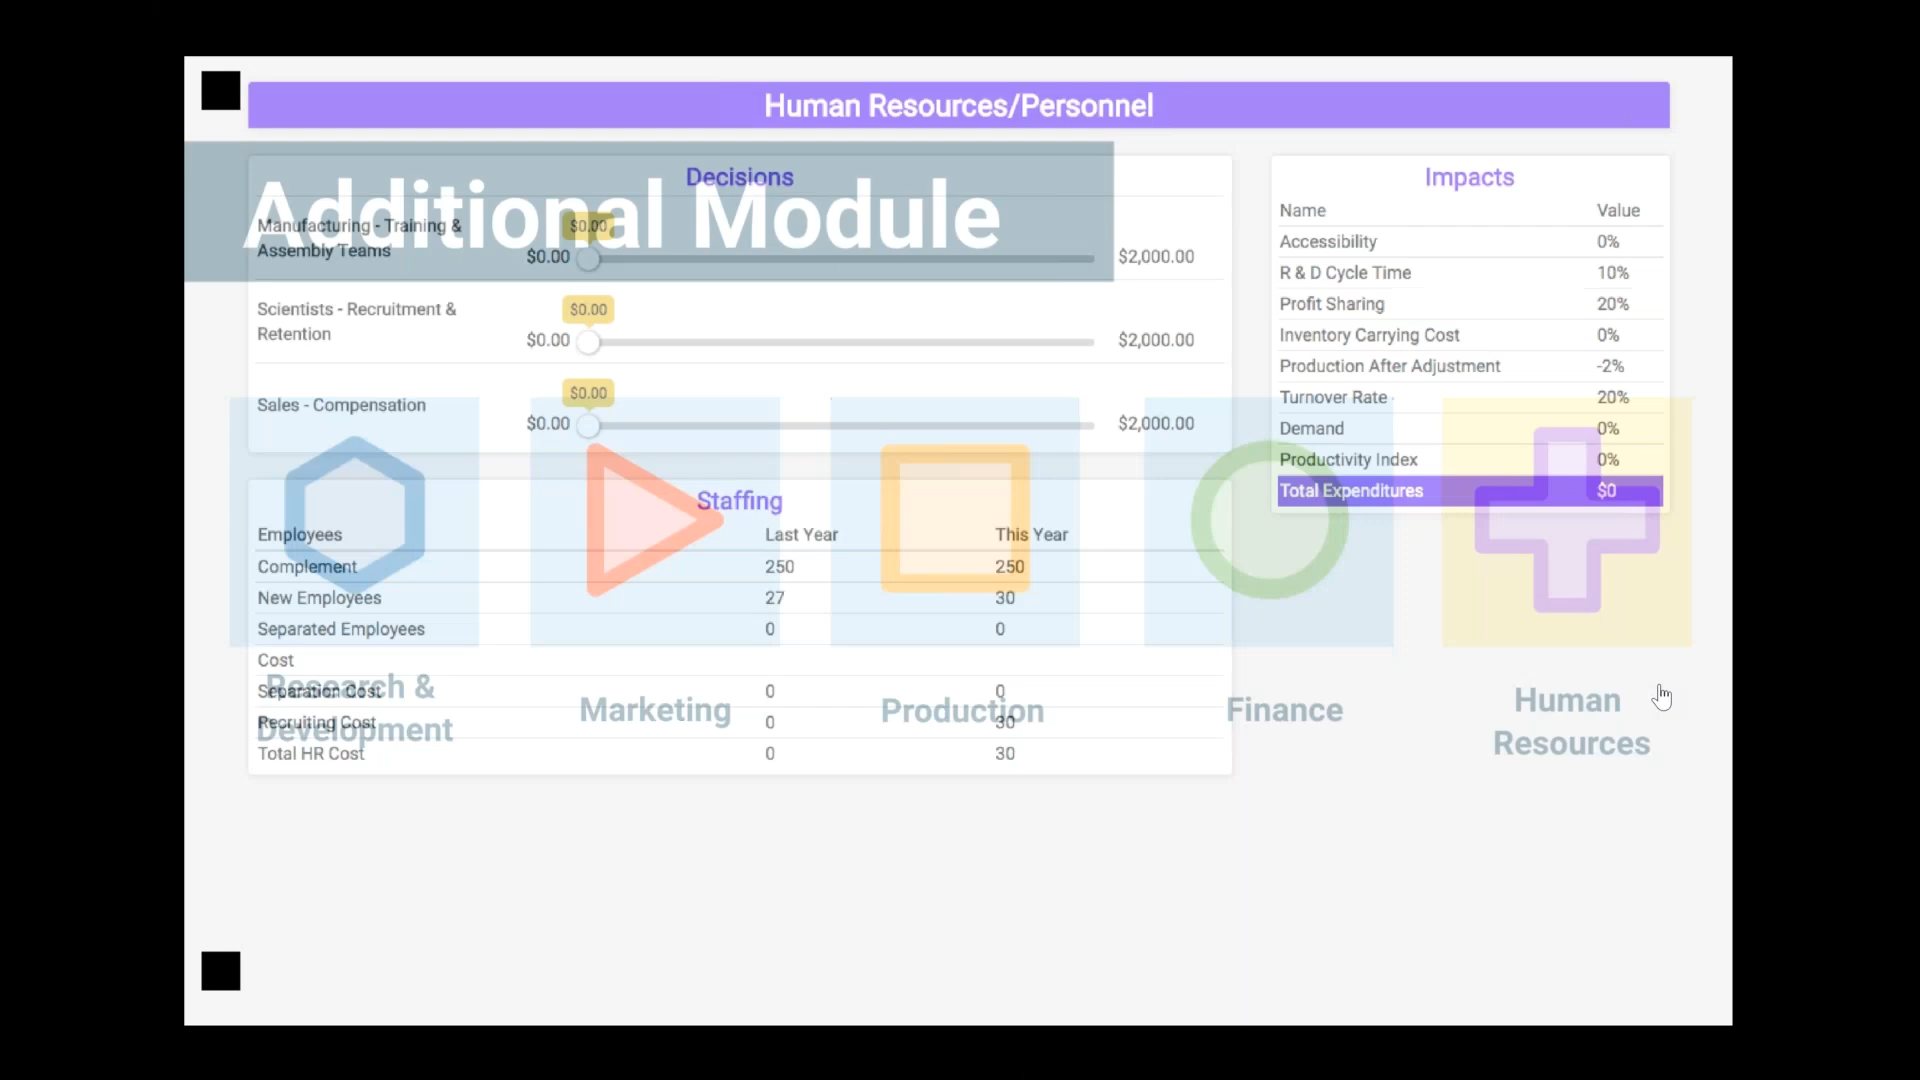 Human Resources/Personnel
Additional Module
Decisions
Manufacturing - Training &
Assembly Teams
$0.00
$0.00
$2,000.00
Scientists - Recruitment &
Retention
$0.00
$0.00
$2,000.00
Sales - Compensation
$0.00
$0.00
$2,000.00
Impacts
Name Value
Accessibility 0%
R & D Cycle Time 10%
Profit Sharing 20%
Inventory Carrying Cost 0%
Production After Adjustment -2%
Turnover Rate 20%
Demand 0%
Productivity Index 0%
Total Expenditures $0
Staffing
Employees Last Year This Year
Complement 250 250
New Employees 27 30
Separated Employees 0 0
Cost
Separation Cost 0 0
Recruiting Cost 0 30
Total HR Cost 0 30
Research &
Development
Marketing
Production
Finance
Human
Resources